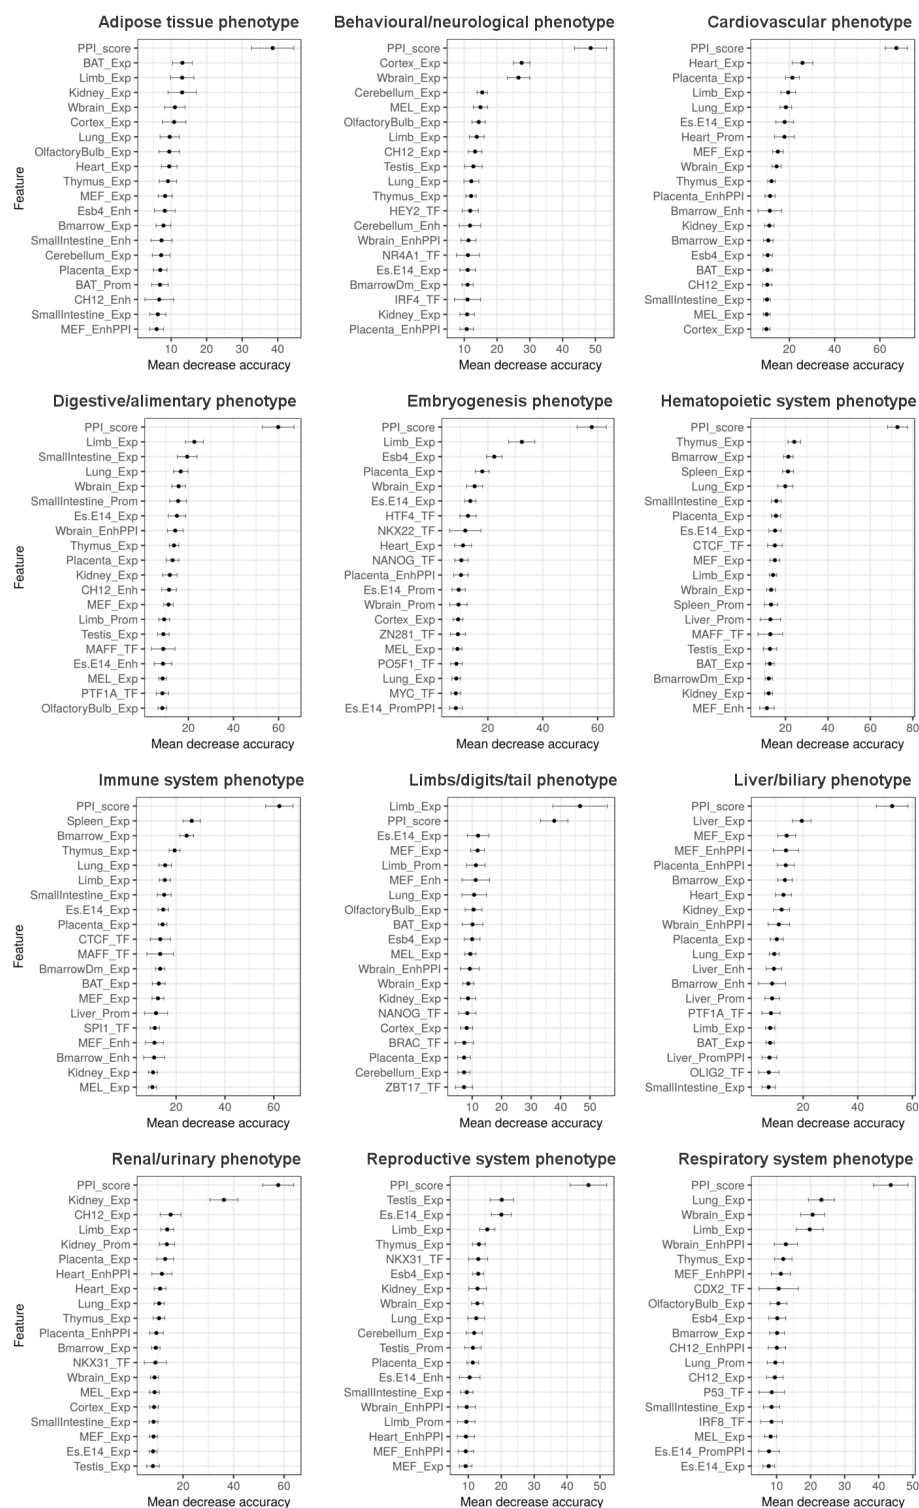 Adipose tissue phenotype
Feature
PPI_score
BAT_Exp
Limb_Exp
Kidney_Exp
Wbrain_Exp
Cortex_Exp
Lung_Exp
OlfactoryBulb_Exp
Heart_Exp
Thymus_Exp
MEF_Exp
Esb4_Enh
Bmarrow_Exp
SmallIntestine_Enh
Cerebellum_Exp
Placenta_Exp
BAT_Prom
CH12_Enh
SmallIntestine_Exp
MEF_EnhPPI
10 20 30 40
Mean decrease accuracy
Behavioural/neurological phenotype
PPI_score
Cortex_Exp
Wbrain_Exp
Cerebellum_Exp
MEL_Exp
OlfactoryBulb_Exp
Limb_Exp
CH12_Exp
Testis_Exp
Lung_Exp
Thymus_Exp
HEY2_TF
Cerebellum_Enh
Wbrain_EnhPPI
NR4A1_TF
Es.E14_Exp
BmarrowDm_Exp
IRF4_TF
Kidney_Exp
Placenta_EnhPPI
10 20 30 40 50
Mean decrease accuracy
Cardiovascular phenotype
PPI_score
Heart_Exp
Placenta_Exp
Limb_Exp
Lung_Exp
Es.E14_Exp
Heart_Prom
MEF_Exp
Wbrain_Exp
Thymus_Exp
Placenta_EnhPPI
Bmarrow_Enh
Kidney_Exp
Bmarrow_Exp
Esb4_Exp
BAT_Exp
CH12_Exp
SmallIntestine_Exp
MEL_Exp
Cortex_Exp
20 40 60
Mean decrease accuracy
Digestive/alimentary phenotype
Feature
PPI_score
Limb_Exp
SmallIntestine_Exp
Lung_Exp
Wbrain_Exp
SmallIntestine_Prom
Es.E14_Exp
Wbrain_EnhPPI
Thymus_Exp
Placenta_Exp
Kidney_Exp
CH12_Enh
MEF_Exp
Limb_Prom
Testis_Exp
MAFF_TF
Es.E14_Enh
MEL_Exp
PTF1A_TF
OlfactoryBulb_Exp
20 40 60
Mean decrease accuracy
Embryogenesis phenotype
PPI_score
Limb_Exp
Esb4_Exp
Placenta_Exp
Wbrain_Exp
Es.E14_Exp
HTF4_TF
NKX22_TF
Heart_Exp
NANOG_TF
Placenta_EnhPPI
Es.E14_Prom
Wbrain_Prom
Cortex_Exp
ZN281_TF
MEL_Exp
PO5F1_TF
Lung_Exp
MYC_TF
Es.E14_PromPPI
20 40 60
Mean decrease accuracy
Hematopoietic system phenotype
PPI_score
Thymus_Exp
Bmarrow_Exp
Spleen_Exp
Lung_Exp
SmallIntestine_Exp
Placenta_Exp
Es.E14_Exp
CTCF_TF
MEF_Exp
Limb_Exp
Wbrain_Exp
Spleen_Prom
Liver_Prom
MAFF_TF
Testis_Exp
BAT_Exp
BmarrowDm_Exp
Kidney_Exp
MEF_Enh
20 40 60 80
Mean decrease accuracy
Immune system phenotype
Feature
PPI_score
Spleen_Exp
Bmarrow_Exp
Thymus_Exp
Lung_Exp
Limb_Exp
SmallIntestine_Exp
Es.E14_Exp
Placenta_Exp
CTCF_TF
MAFF_TF
BmarrowDm_Exp
BAT_Exp
MEF_Exp
Liver_Prom
SPI1_TF
MEF_Enh
Bmarrow_Enh
Kidney_Exp
MEL_Exp
20 40 60
Mean decrease accuracy
Limbs/digits/tail phenotype
Limb_Exp
PPI_score
Es.E14_Exp
MEF_Exp
Limb_Prom
MEF_Enh
Lung_Exp
OlfactoryBulb_Exp
BAT_Exp
Esb4_Exp
MEL_Exp
Wbrain_EnhPPI
Wbrain_Exp
Kidney_Exp
NANOG_TF
Cortex_Exp
BRAC_TF
Placenta_Exp
Cerebellum_Exp
ZBT17_TF
10 20 30 40 50
Mean decrease accuracy
Liver/biliary phenotype
PPI_score
Liver_Exp
MEF_Exp
MEF_EnhPPI
Placenta_EnhPPI
Bmarrow_Exp
Heart_Exp
Kidney_Exp
Wbrain_EnhPPI
Placenta_Exp
Lung_Exp
Liver_Enh
Bmarrow_Enh
Liver_Prom
PTF1A_TF
Limb_Exp
BAT_Exp
Liver_PromPPI
OLIG2_TF
SmallIntestine_Exp
20 40 60
Mean decrease accuracy
Renal/urinary phenotype
Feature
PPI_score
Kidney_Exp
CH12_Exp
Limb_Exp
Kidney_Prom
Placenta_Exp
Heart_EnhPPI
Heart_Exp
Lung_Exp
Thymus_Exp
Placenta_EnhPPI
Bmarrow_Exp
NKX31_TF
Wbrain_Exp
MEL_Exp
Cortex_Exp
SmallIntestine_Exp
MEF_Exp
Es.E14_Exp
Testis_Exp
20 40 60
Mean decrease accuracy
Reproductive system phenotype
PPI_score
Testis_Exp
Es.E14_Exp
Limb_Exp
Thymus_Exp
NKX31_TF
Esb4_Exp
Kidney_Exp
Wbrain_Exp
Lung_Exp
Cerebellum_Exp
Testis_Prom
Placenta_Exp
Es.E14_Enh
SmallIntestine_Exp
Wbrain_EnhPPI
Limb_Prom
Heart_EnhPPI
MEF_EnhPPI
MEF_Exp
10 20 30 40 50
Mean decrease accuracy
Respiratory system phenotype
PPI_score
Lung_Exp
Wbrain_Exp
Limb_Exp
Wbrain_EnhPPI
Thymus_Exp
MEF_EnhPPI
CDX2_TF
OlfactoryBulb_Exp
Esb4_Exp
Bmarrow_Exp
CH12_EnhPPI
Lung_Prom
CH12_Exp
P53_TF
SmallIntestine_Exp
IRF8_TF
MEL_Exp
Es.E14_PromPPI
Es.E14_Exp
10 20 30 40 50
Mean decrease accuracy